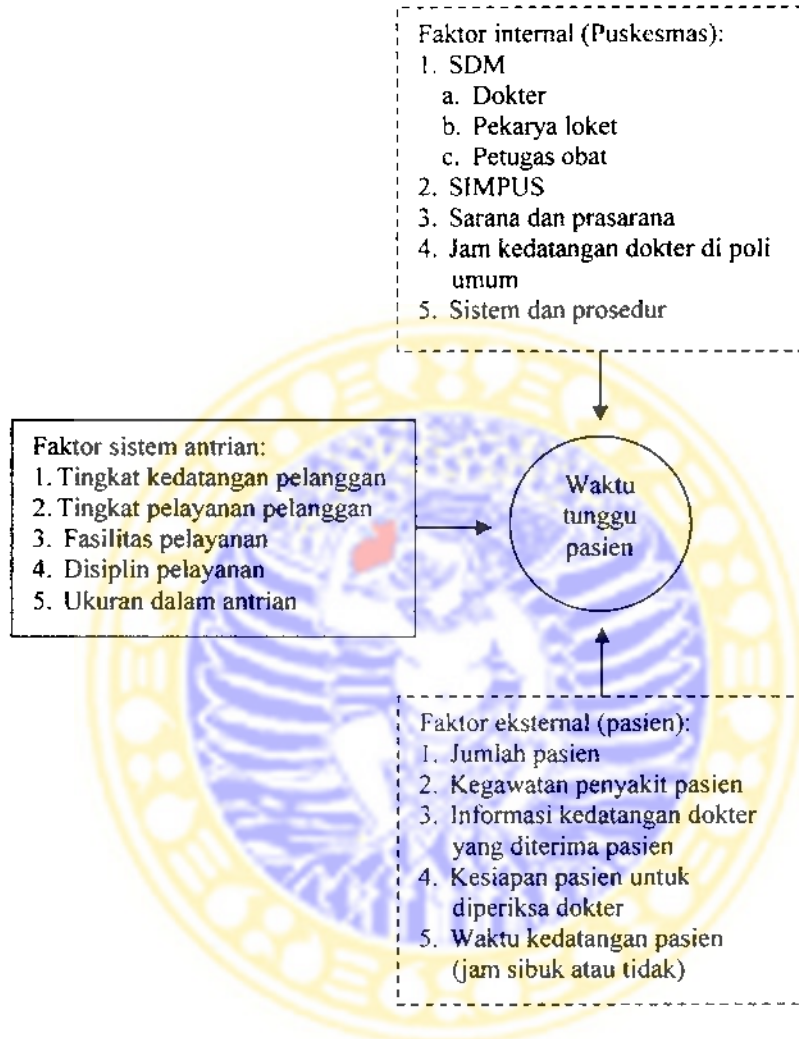 Faktor internal (Puskesmas):
1. SDM
a. Dokter
b. Pekarya loket
c. Petugas obat
2. SIMPUS
3. Sarana dan prasarana
4. Jam kedatangan dokter di poli
umum
5. Sistem dan prosedur
Faktor sistem antrian:
1. Tingkat kedatangan pelanggan
2. Tingkat pelayanan pelanggan
3. Fasilitas pelayanan
4. Disiplin pelayanan
5. Ukuran dalam antrian
Waktu
tunggu
pasien
Faktor eksternal (pasien):
1. Jumlah pasien
2. Kegawatan penyakit pasien
3. Informasi kedatangan dokter
yang diterima pasien
4. Kesiapan pasien untuk
diperiksa dokter
5. Waktu kedatangan pasien
(jam sibuk atau tidak)